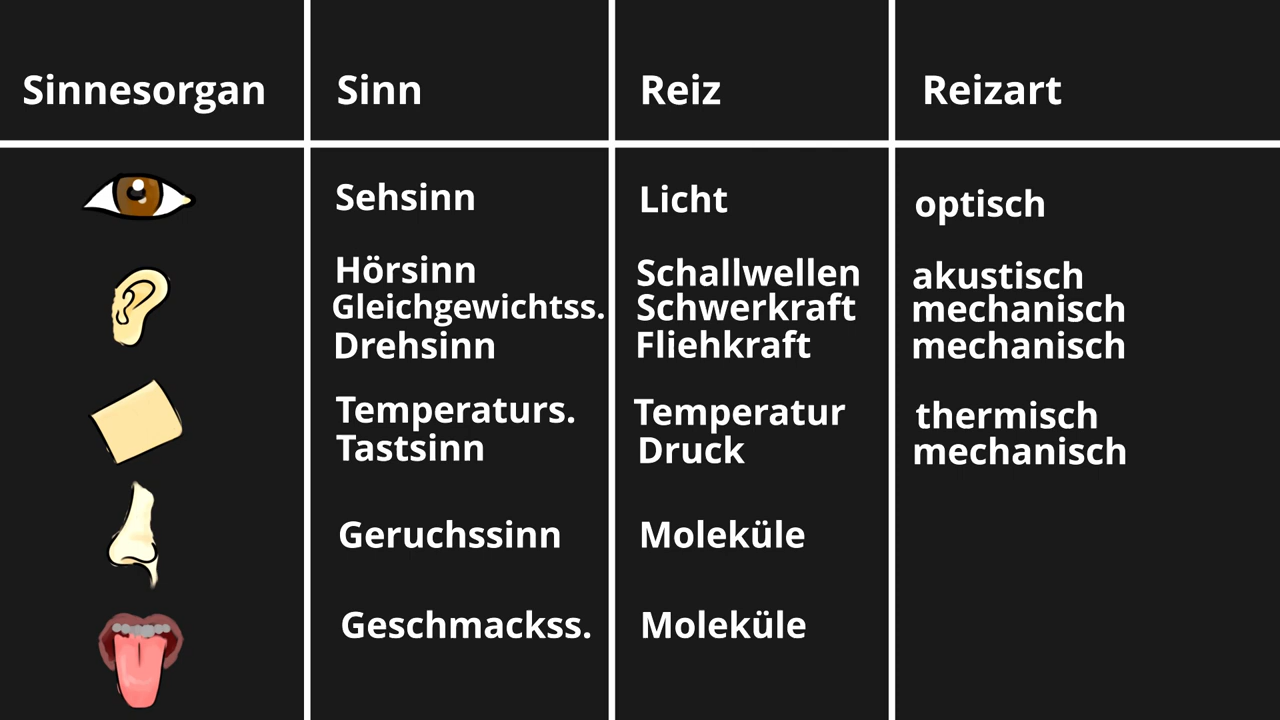 Sinnesorgan Sinn Reiz Reizart
Sehsinn Licht optisch
Hörsinn Schallwellen akustisch
Gleichgewichtss. Schwerkraft mechanisch
Drehsinn Fliehkraft mechanisch
Temperaturs. Temperatur thermisch
Tastsinn Druck mechanisch
Geruchssinn Moleküle
Geschmackss. Moleküle